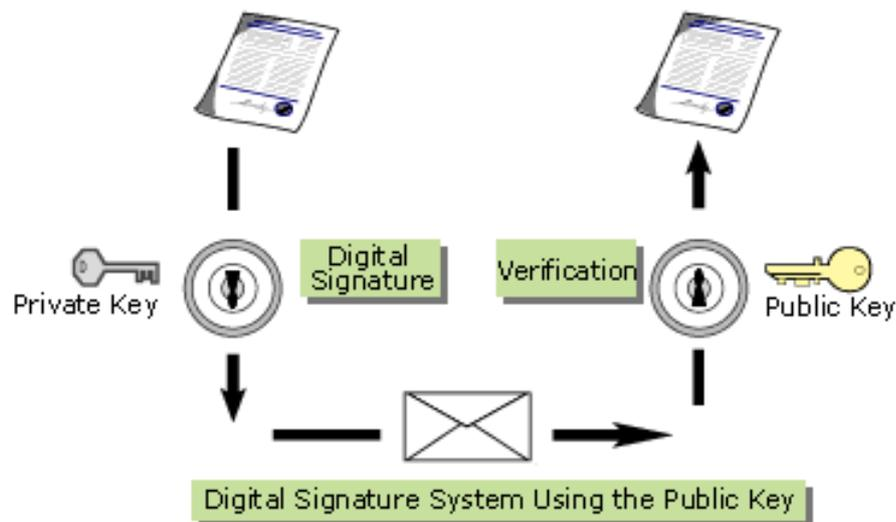 Digital
Signature
Verification
Private Key
Public Key
Digital Signature System Using the Public Key